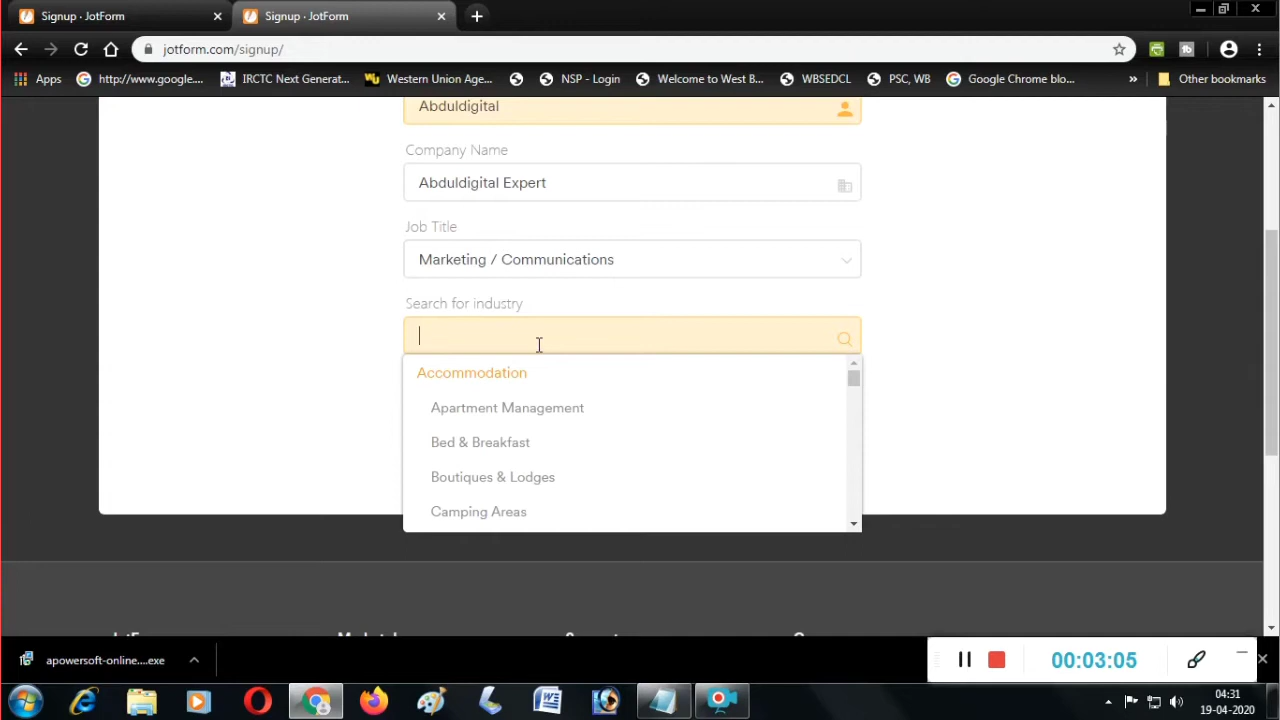 Signup · JotForm
Signup · JotForm
jotform.com/signup/
Apps
http://www.google....
IRCTC Next Generat...
Western Union Age...
NSP - Login
Welcome to West B...
WBSEDCL
PSC, WB
Google Chrome blo...
»
Other bookmarks
Abduldigital
Company Name
Abduldigital Expert
Job Title
Marketing / Communications
Search for industry
Accommodation
Apartment Management
Bed & Breakfast
Boutiques & Lodges
Camping Areas
apowersoft-online....exe
00:03:05
04:31
19-04-2020